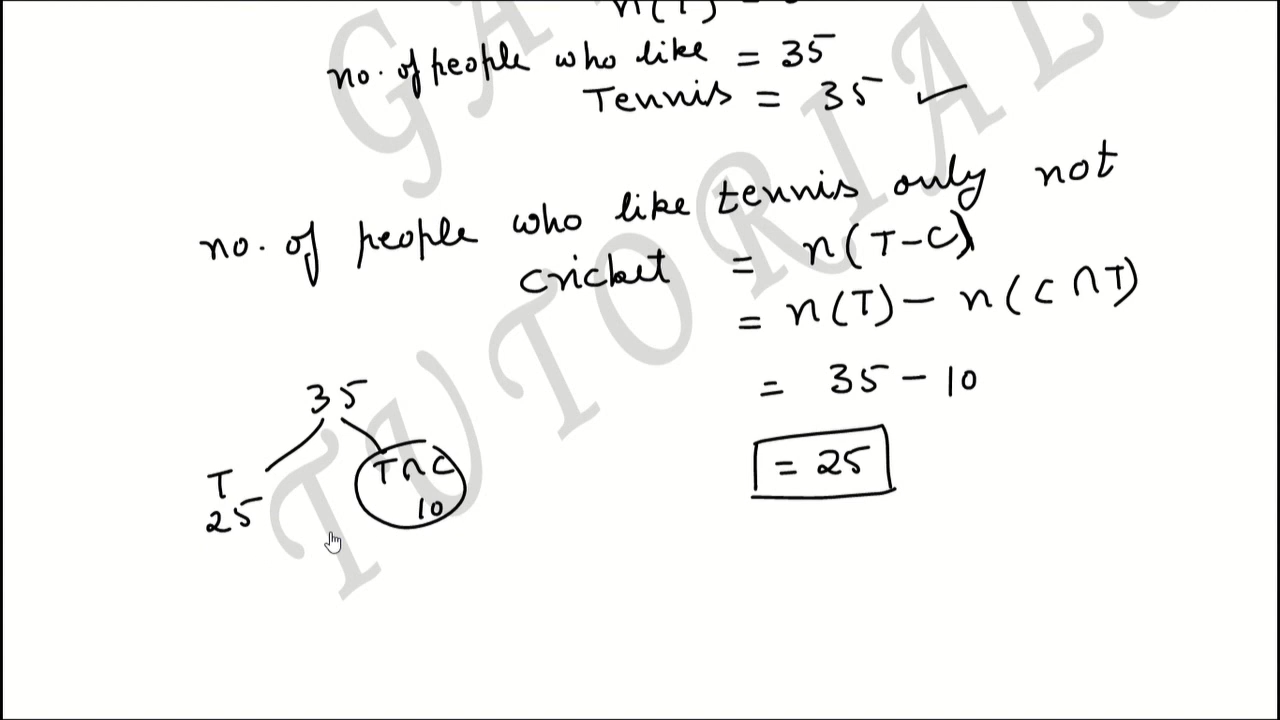 n(T) =
no. of people who like = 35
Tennis = 35 ✓
no. of people who like tennis only not
cricket = n(T-C)
= n(T) - n(C∩T)
= 35 - 10
= 25
35
T T∩C
25 10
TUTORIALS